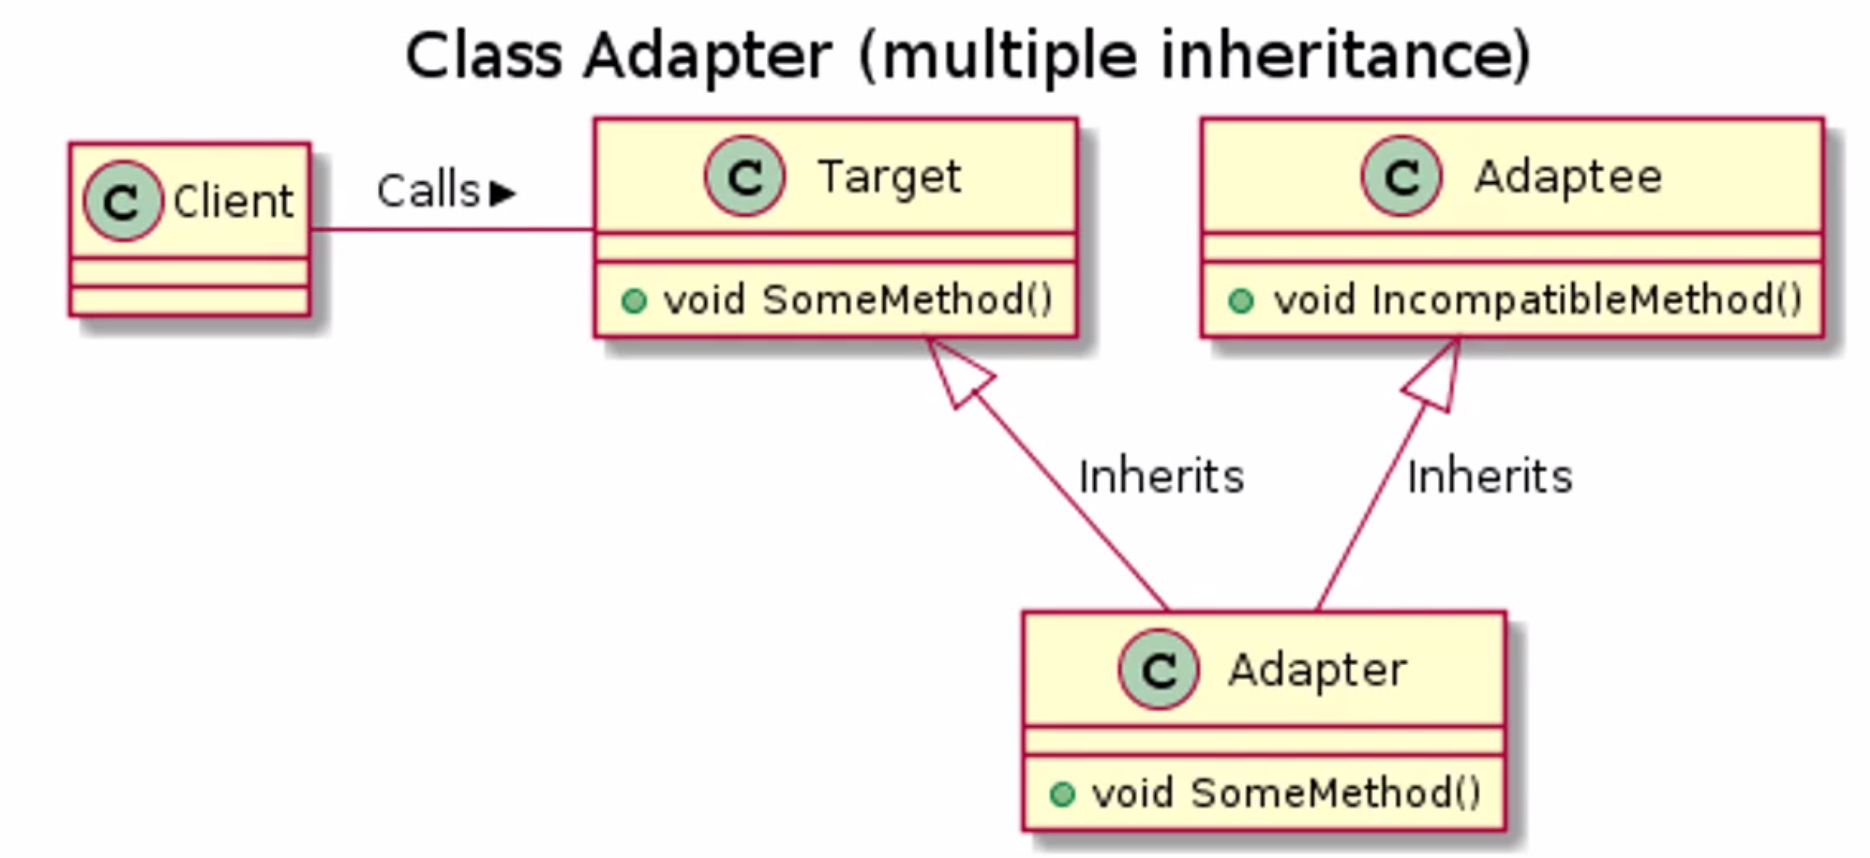 Class Adapter (multiple inheritance)
C Client
Calls▶
C Target
void SomeMethod()
C Adaptee
void IncompatibleMethod()
Inherits
Inherits
C Adapter
void SomeMethod()